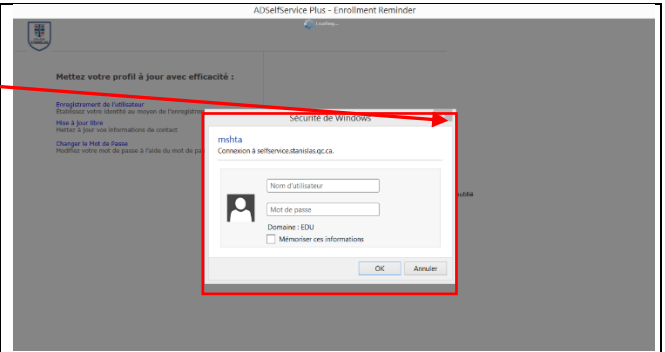 ADSelfService Plus - Enrollment Reminder
Loading...
Mettez votre profil à jour avec efficacité :
Enregistrement de l'utilisateur
Établissez votre identité au moyen de l'enregistrement
Mise à jour libre
Mettez à jour vos informations de contact
Changer le Mot de Passe
Modifiez votre mot de passe à l'aide du mot de pa
oublié
Sécurité de Windows
mshta
Connexion à selfservice.stanislas.qc.ca.
Nom d'utilisateur
Mot de passe
Domaine : EDU
Mémoriser ces informations
OK Annuler